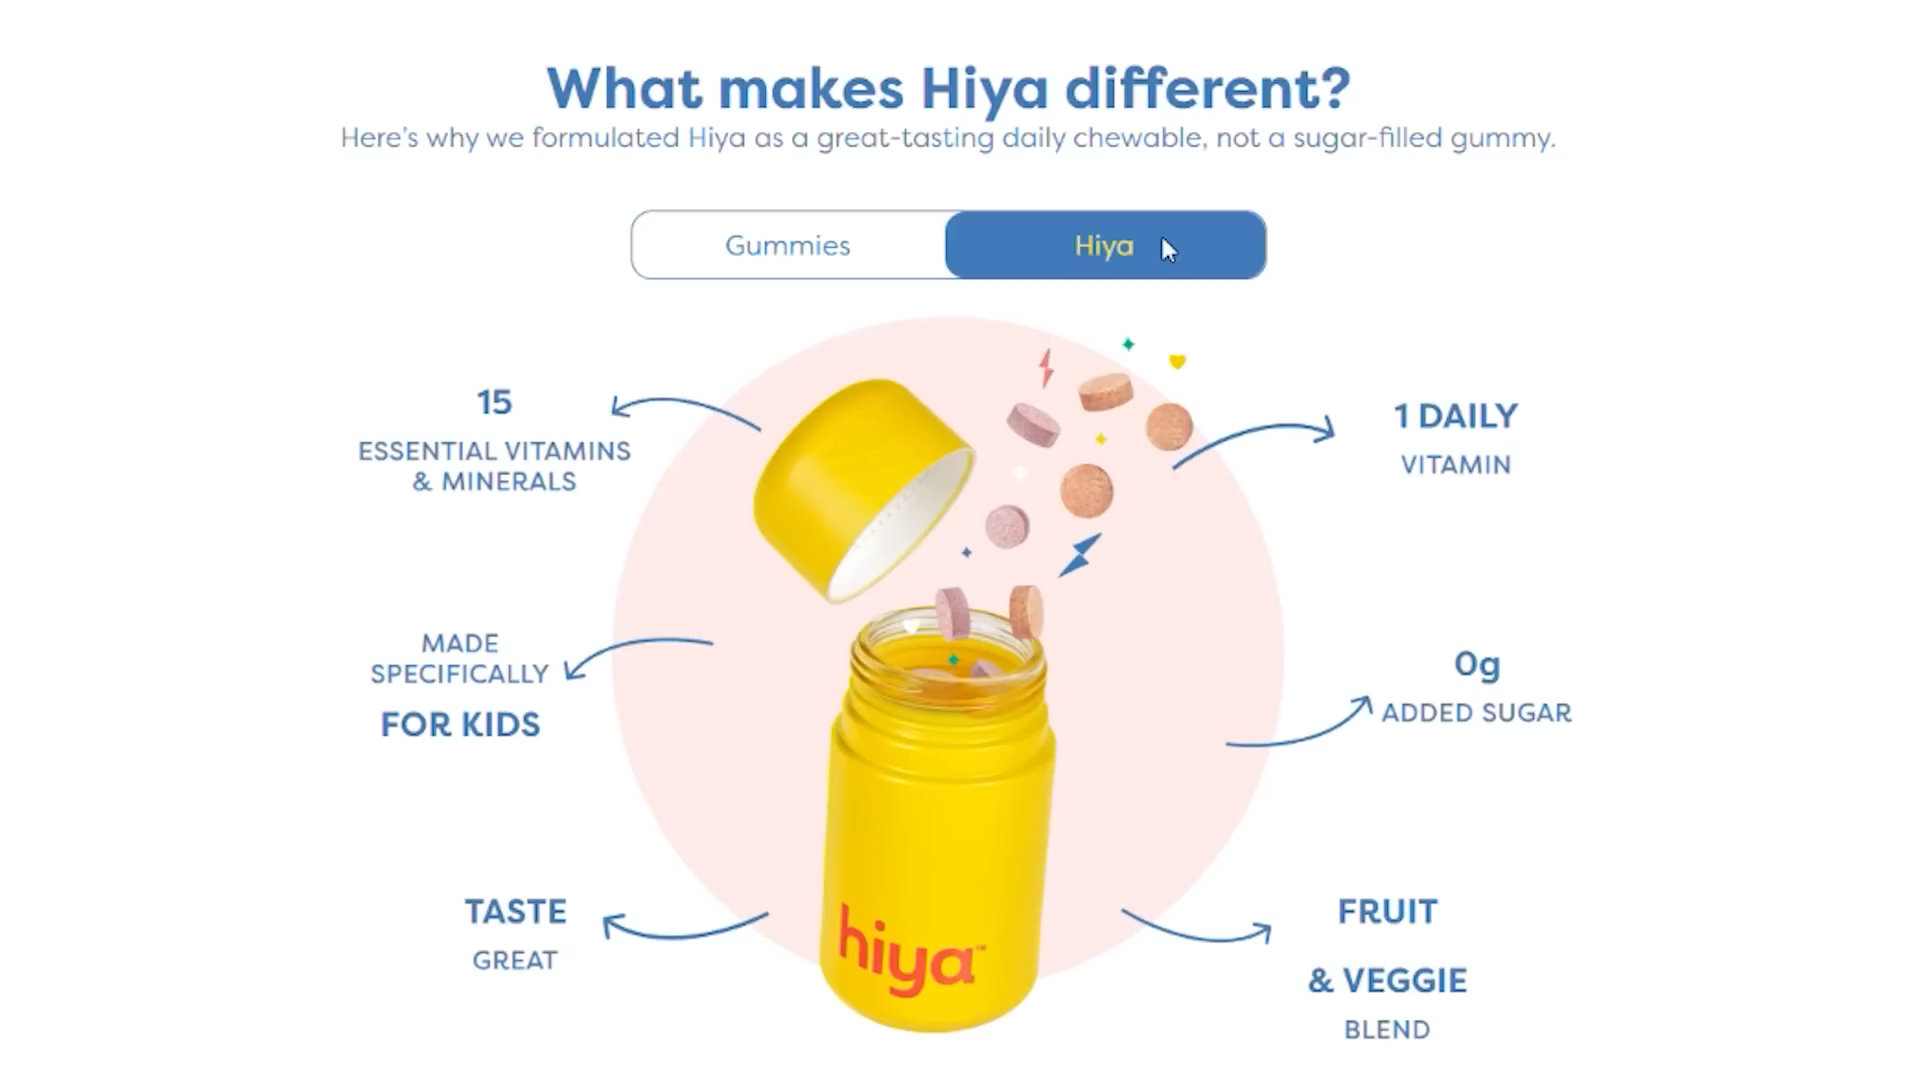 What makes Hiya different?
Here's why we formulated Hiya as a great-tasting daily chewable, not a sugar-filled gummy.
Gummies
Hiya
15
ESSENTIAL VITAMINS
& MINERALS
1 DAILY
VITAMIN
MADE
SPECIFICALLY
FOR KIDS
0g
ADDED SUGAR
TASTE
GREAT
FRUIT
& VEGGIE
BLEND
hiya™